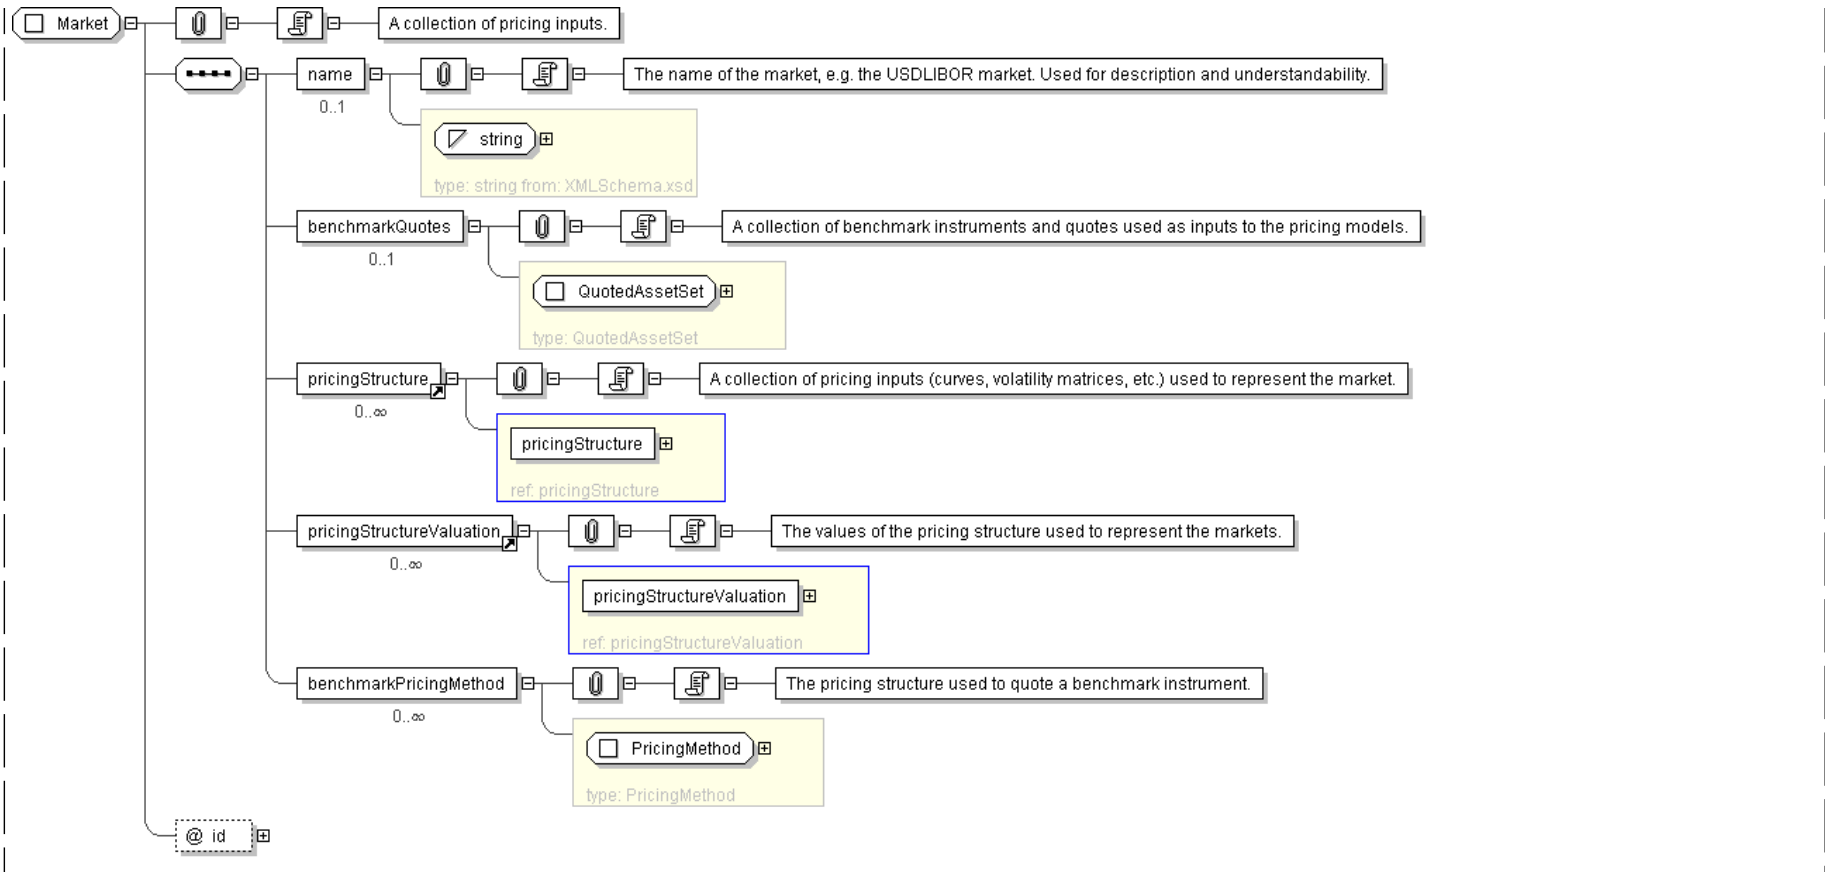 Market A collection of pricing inputs.
name The name of the market, e.g. the USDLIBOR market. Used for description and understandability.
0..1
string
type: string from: XMLSchema.xsd
benchmarkQuotes A collection of benchmark instruments and quotes used as inputs to the pricing models.
0..1
QuotedAssetSet
type: QuotedAssetSet
pricingStructure A collection of pricing inputs (curves, volatility matrices, etc.) used to represent the market.
0..∞
pricingStructure
ref: pricingStructure
pricingStructureValuation The values of the pricing structure used to represent the markets.
0..∞
pricingStructureValuation
ref: pricingStructureValuation
benchmarkPricingMethod The pricing structure used to quote a benchmark instrument.
0..∞
PricingMethod
type: PricingMethod
@ id